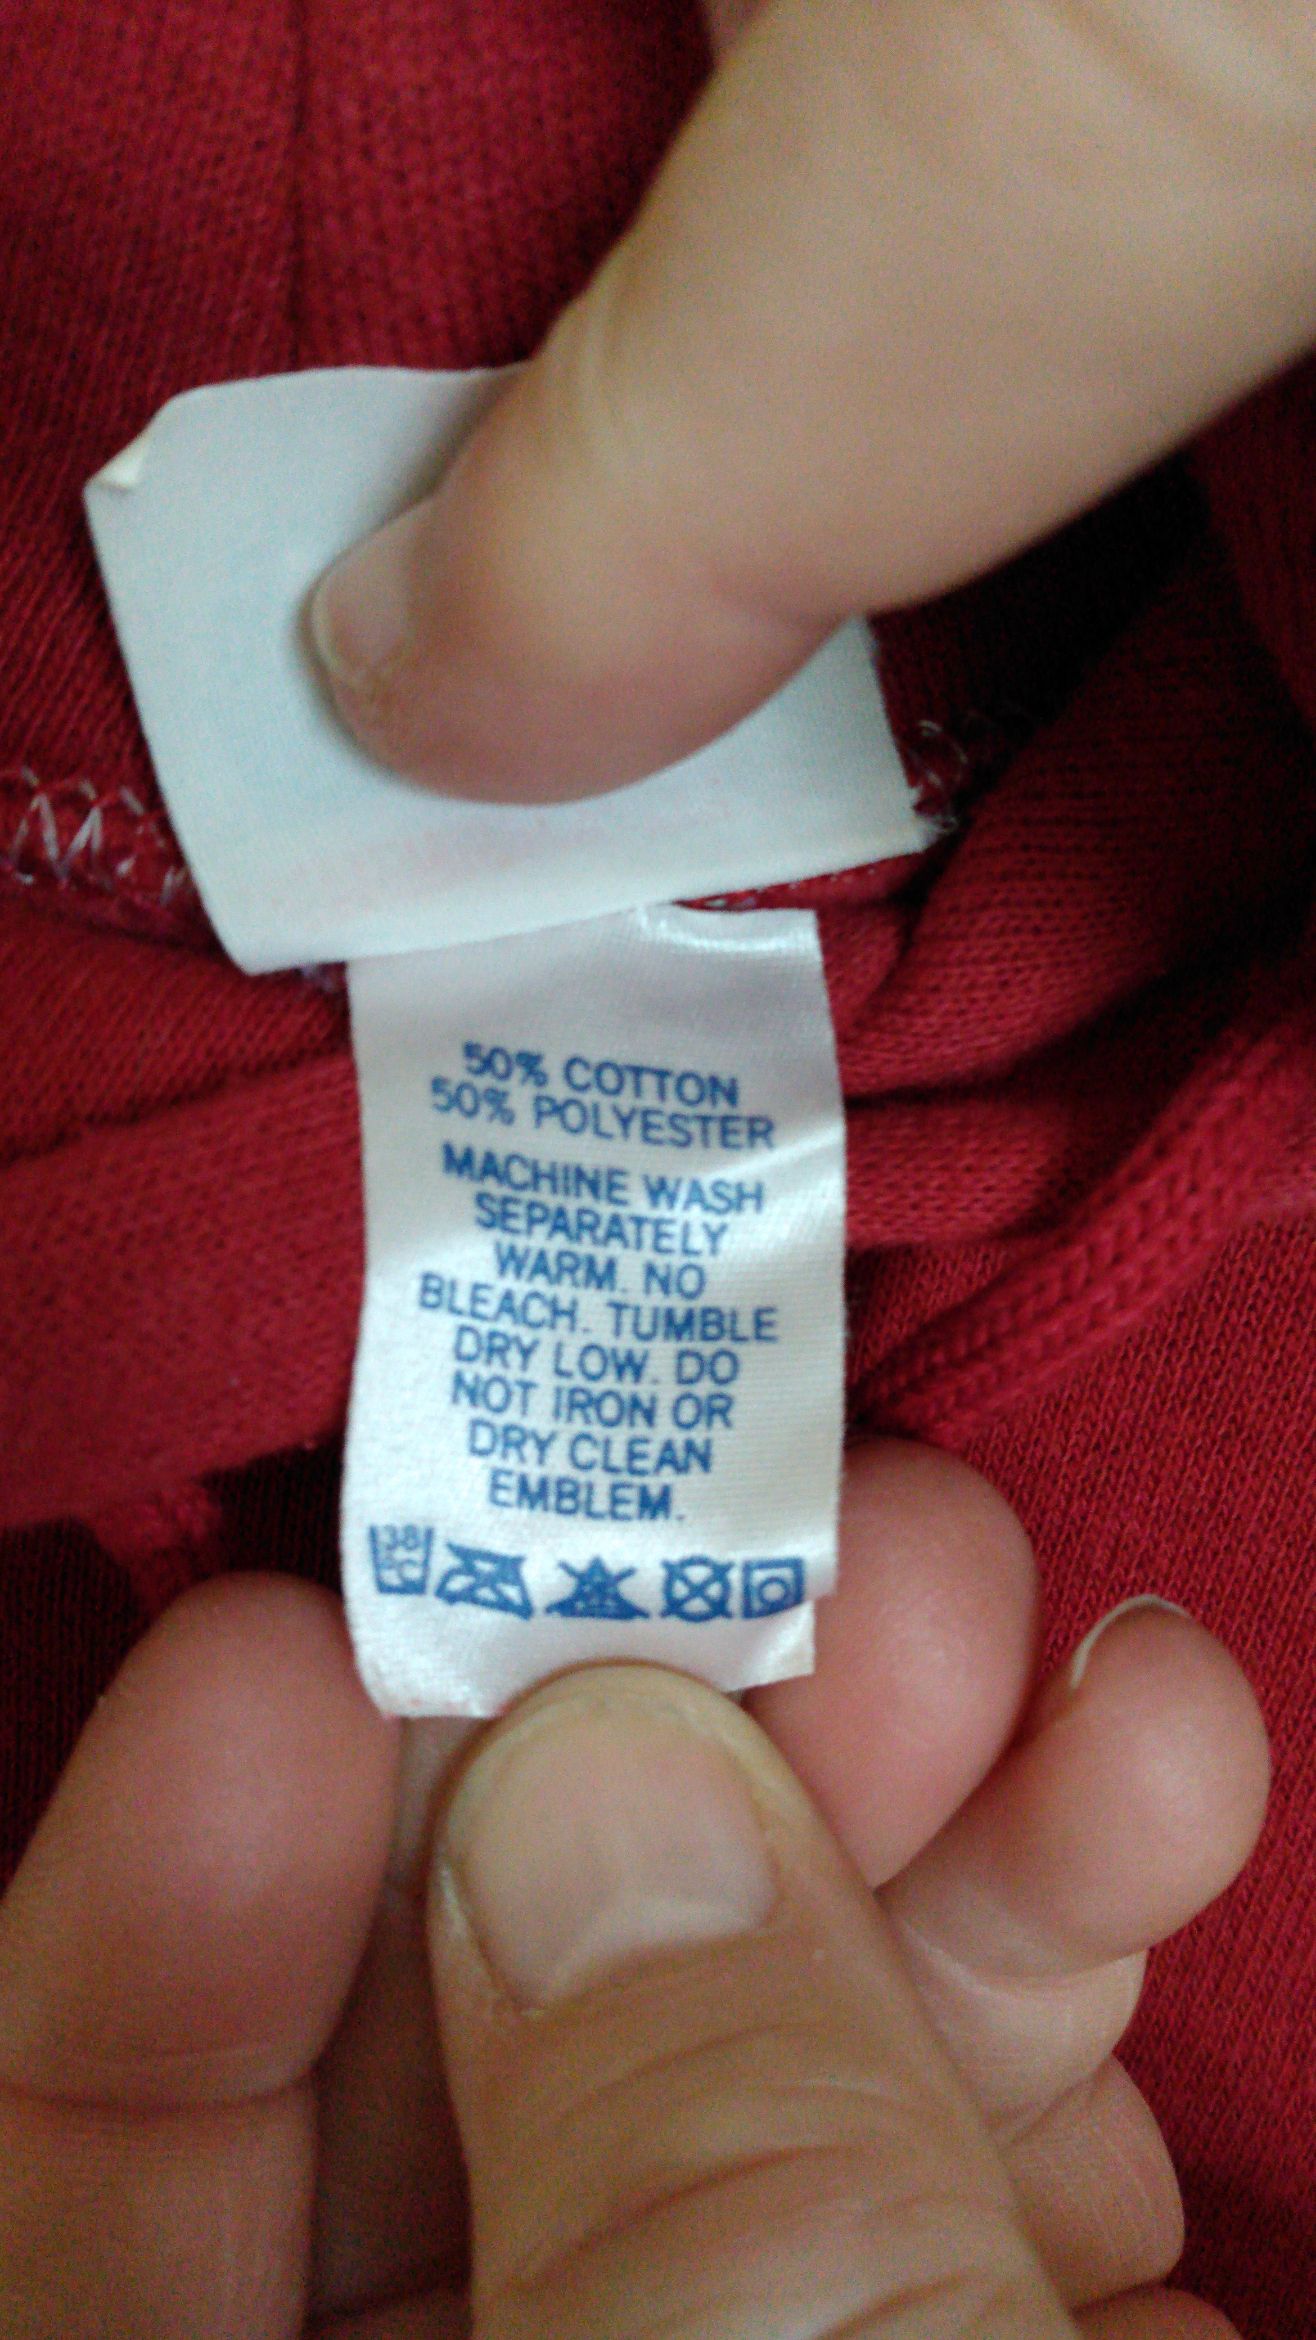 50% COTTON
50% POLYESTER
MACHINE WASH
SEPARATELY
WARM. NO
BLEACH. TUMBLE
DRY LOW. DO
NOT IRON OR
DRY CLEAN
EMBLEM.
38